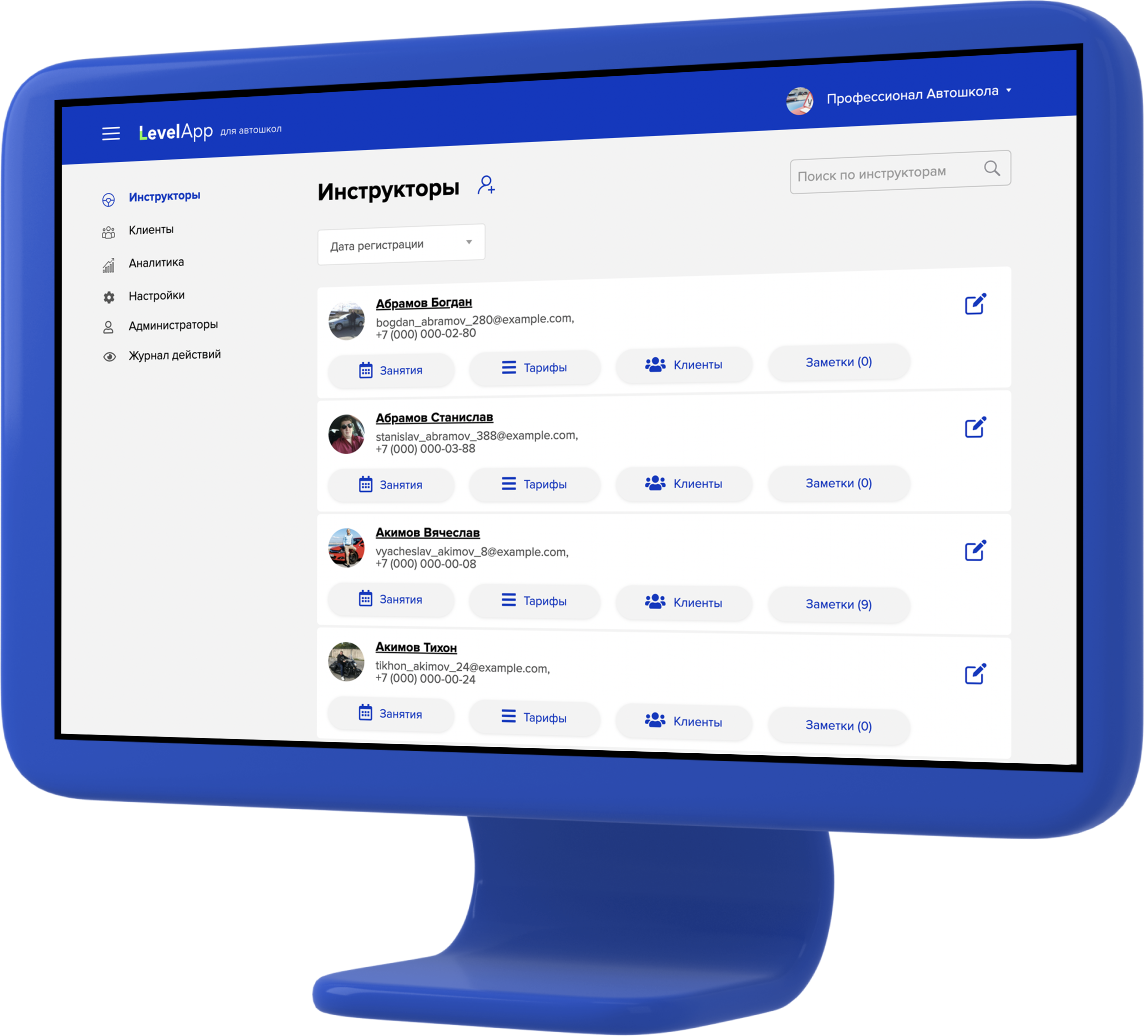 LevelApp для автошкол
Профессионал Автошкола
Инструкторы
Клиенты
Аналитика
Настройки
Администраторы
Журнал действий
Инструкторы
Поиск по инструкторам
Дата регистрации
Абрамов Богдан
bogdan_abramov_280@example.com,
+7 (000) 000-02-80
Занятия Тарифы Клиенты Заметки (0)
Абрамов Станислав
stanislav_abramov_388@example.com,
+7 (000) 000-03-88
Занятия Тарифы Клиенты Заметки (0)
Акимов Вячеслав
vyacheslav_akimov_8@example.com,
+7 (000) 000-00-08
Занятия Тарифы Клиенты Заметки (9)
Акимов Тихон
tikhon_akimov_24@example.com,
+7 (000) 000-00-24
Занятия Тарифы Клиенты Заметки (0)